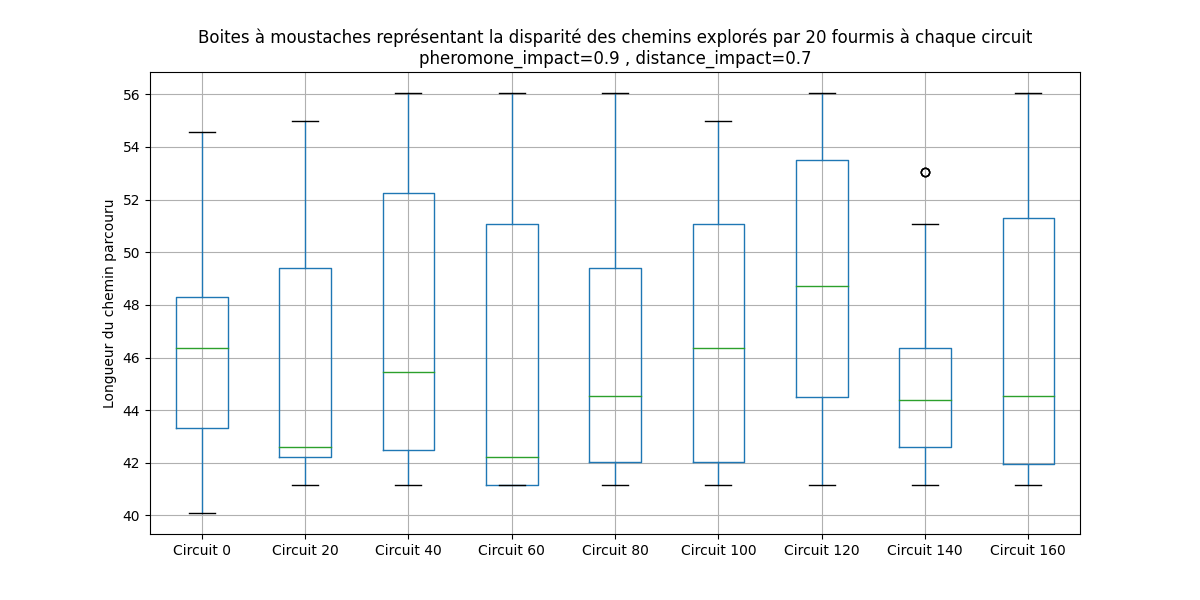 Boites à moustaches représentant la disparité des chemins explorés par 20 fourmis à chaque circuit
pheromone_impact=0.9 , distance_impact=0.7
Longueur du chemin parcouru
56
54
52
50
48
46
44
42
40
Circuit 0 Circuit 20 Circuit 40 Circuit 60 Circuit 80 Circuit 100 Circuit 120 Circuit 140 Circuit 160